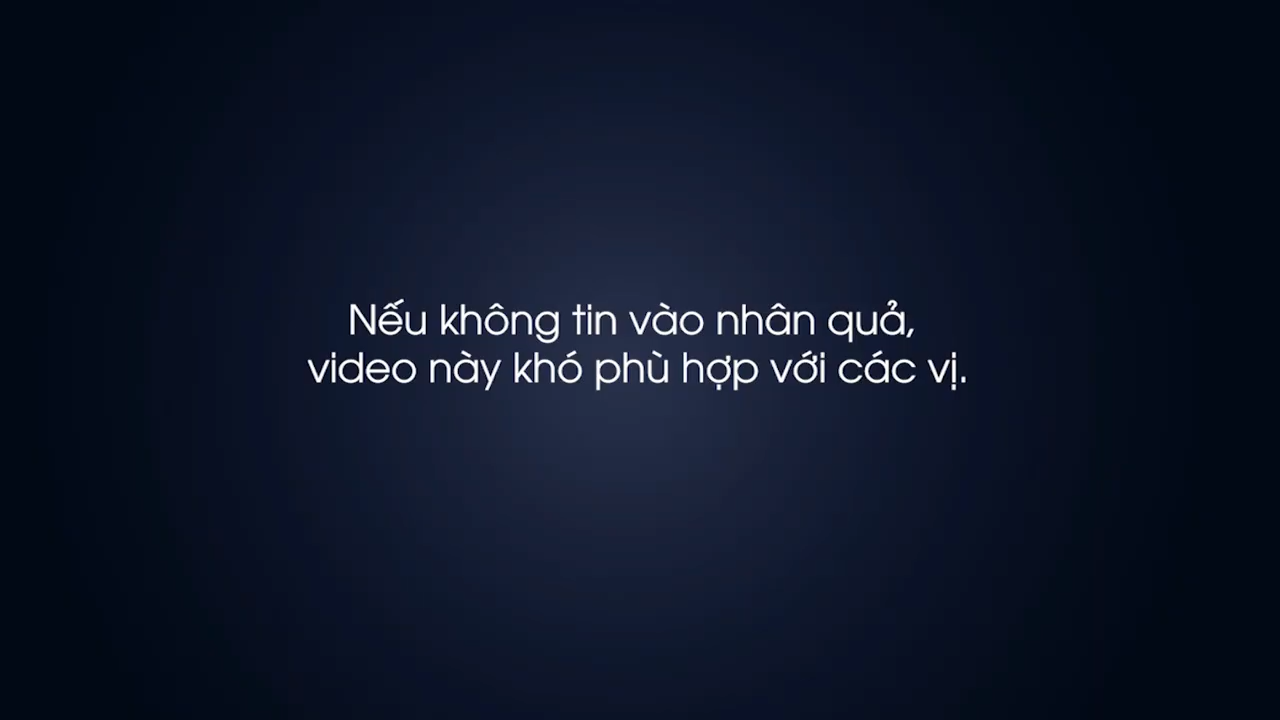 Nếu không tin vào nhân quả,
video này khó phù hợp với các vị.